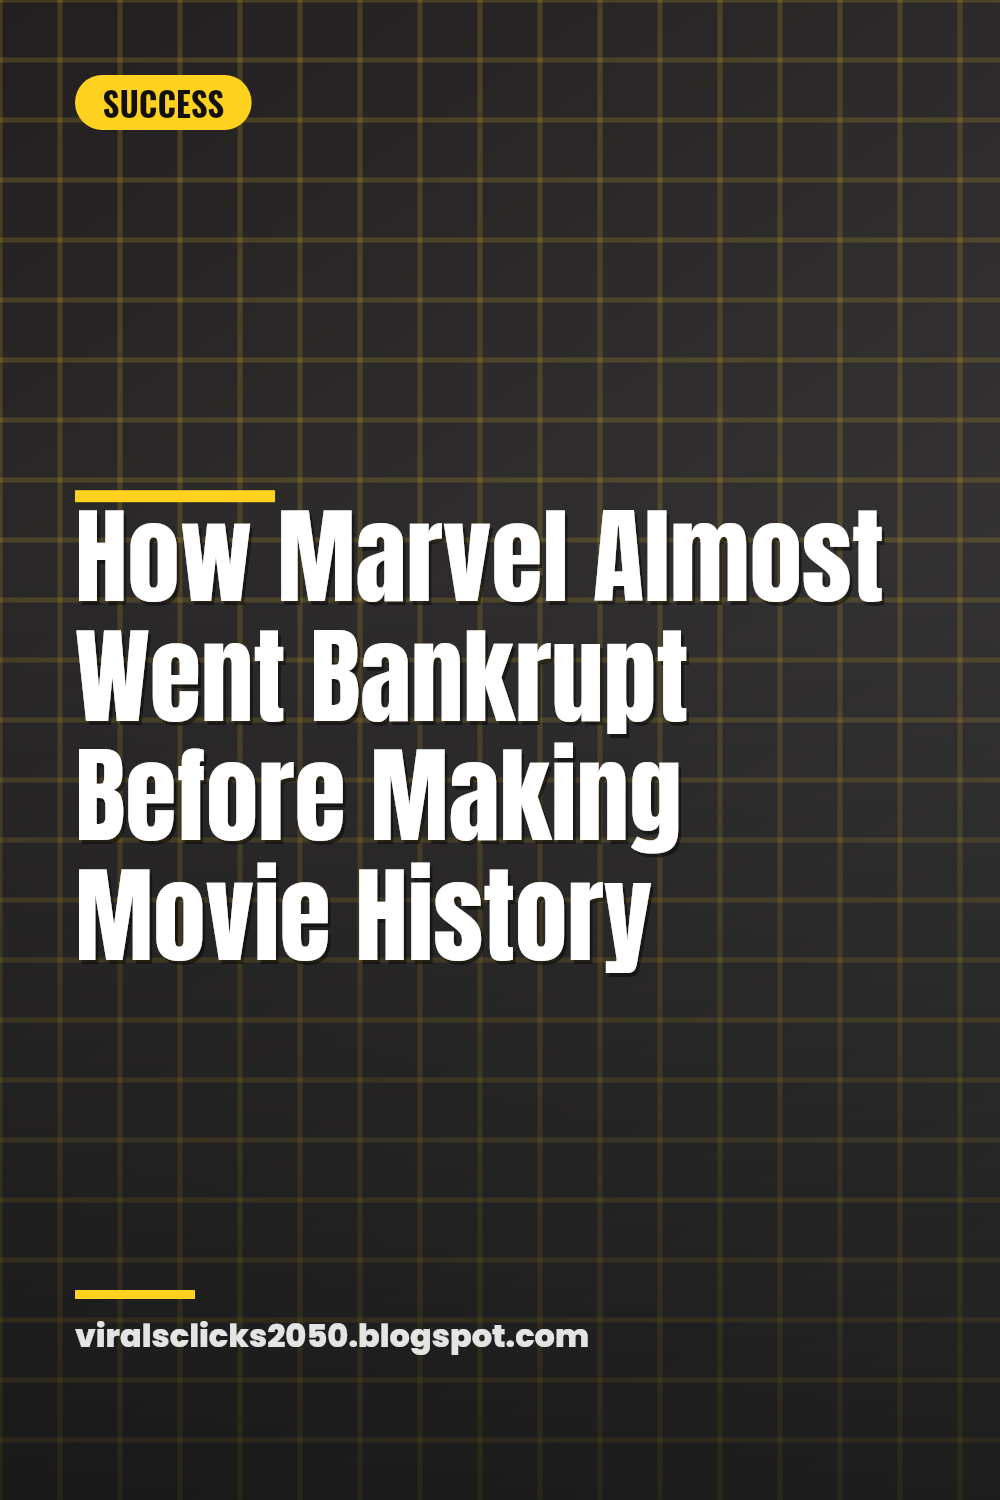 SUCCESS
How Marvel Almost
Went Bankrupt
Before Making
Movie History
viralsclicks2050.blogspot.com